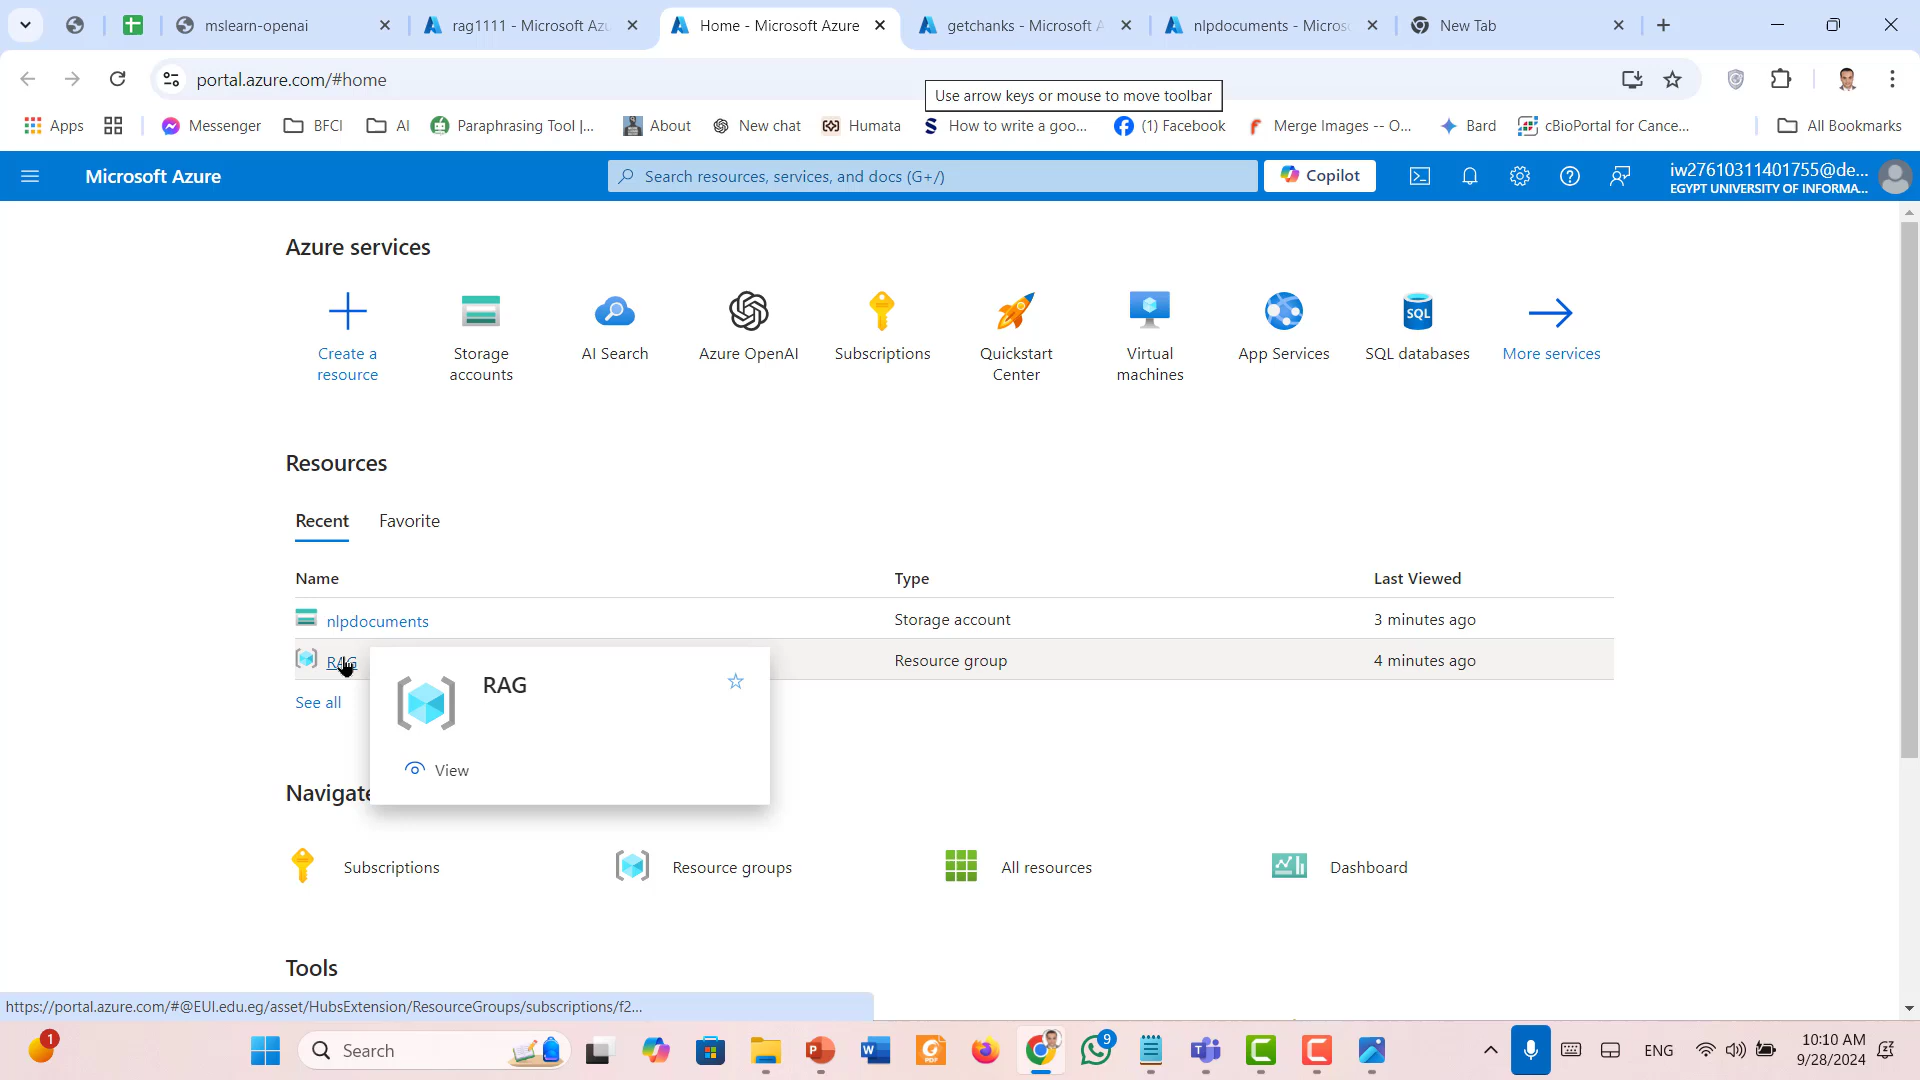 mslearn-openai
rag1111 - Microsoft Azu
Home - Microsoft Azure
getchanks - Microsoft A
nlpdocuments - Micros
New Tab
portal.azure.com/#home
Use arrow keys or mouse to move toolbar
Apps
Messenger
BFCI
AI
Paraphrasing Tool |...
About
New chat
Humata
How to write a goo...
(1) Facebook
Merge Images -- O...
Bard
cBioPortal for Cance...
All Bookmarks
Microsoft Azure
Search resources, services, and docs (G+/)
Copilot
iw27610311401755@de...
EGYPT UNIVERSITY OF INFORMA...
Azure services
Create a
resource
Storage
accounts
AI Search
Azure OpenAI
Subscriptions
Quickstart
Center
Virtual
machines
App Services
SQL
SQL databases
More services
Resources
Recent
Favorite
Name
Type
Last Viewed
nlpdocuments
Storage account
3 minutes ago
RAG
Resource group
4 minutes ago
See all
RAG
View
Navigate
Subscriptions
Resource groups
All resources
Dashboard
Tools
https://portal.azure.com/#@EUI.edu.eg/asset/HubsExtension/ResourceGroups/subscriptions/f2...
1
Search
9
ENG
10:10 AM
9/28/2024